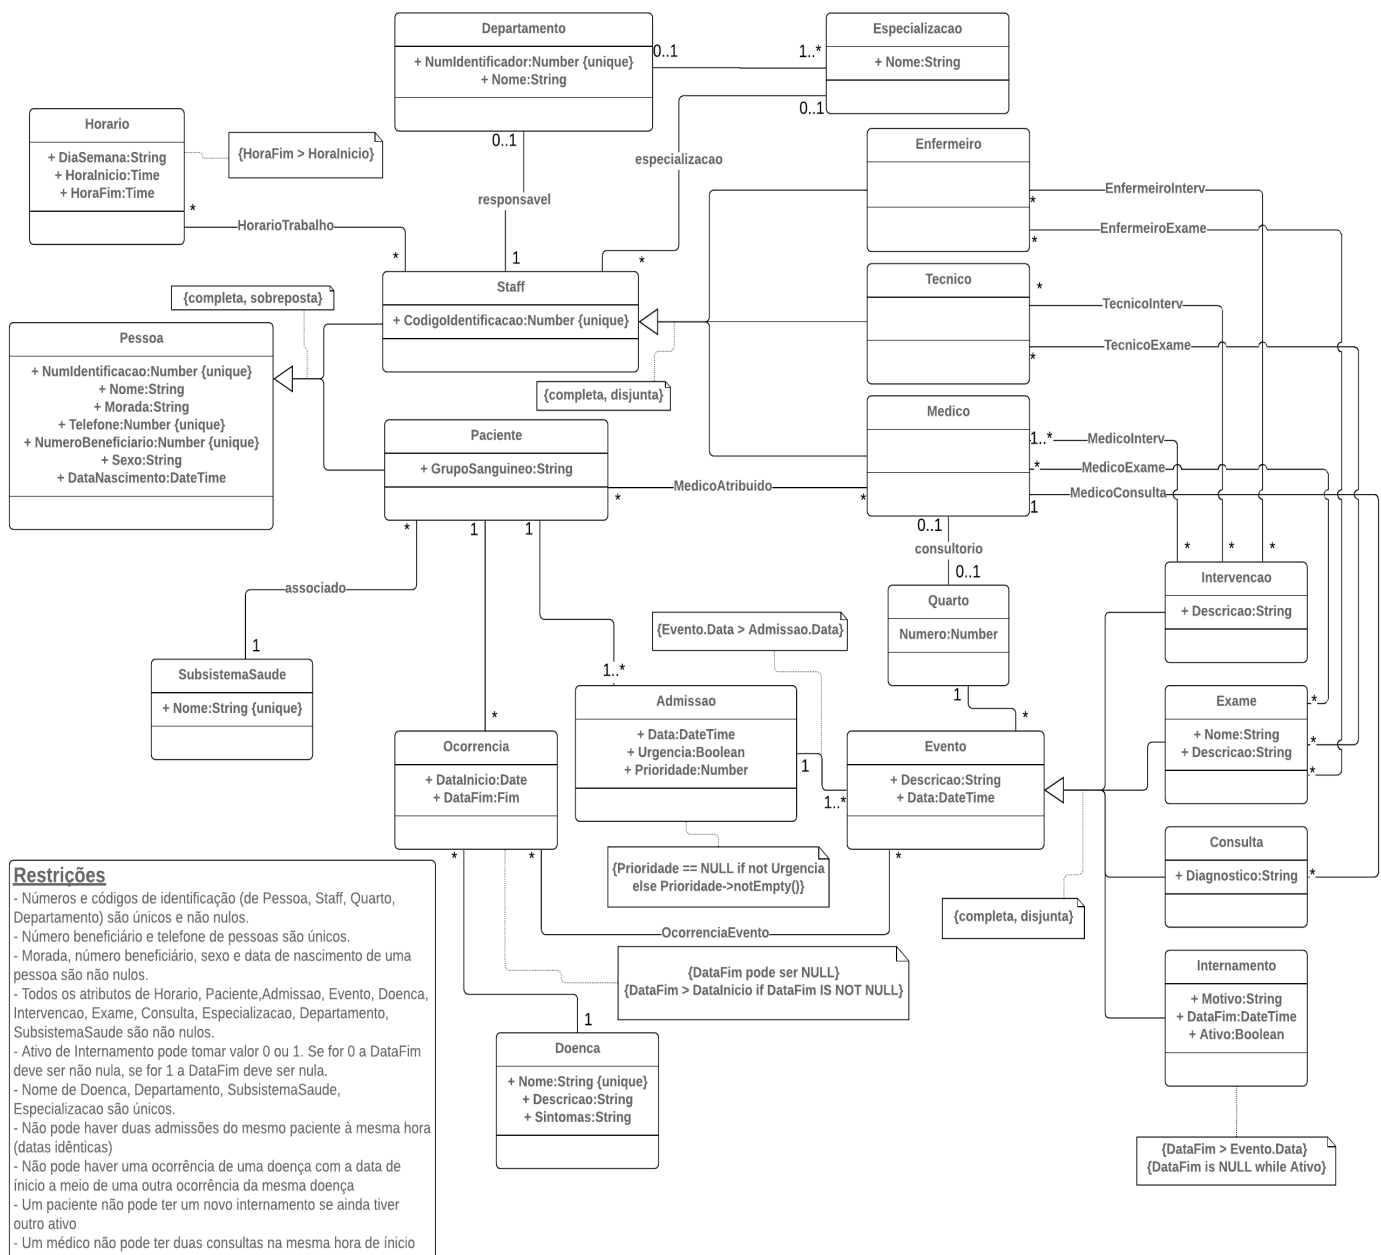 Departamento
+ NumIdentificador:Number {unique}
+ Nome:String
0..1
1..*
Especializacao
+ Nome:String
0..1
0..1
especializacao
responsavel
1
*
Horario
+ DiaSemana:String
+ HoraInicio:Time
+ HoraFim:Time
{HoraFim > HoraInicio}
*
HorarioTrabalho
*
Enfermeiro
EnfermeiroInterv
*
EnfermeiroExame
*
Staff
+ CodigoIdentificacao:Number {unique}
Tecnico
*
TecnicoInterv
TecnicoExame
*
{completa, sobreposta}
{completa, disjunta}
Pessoa
+ NumIdentificacao:Number {unique}
+ Nome:String
+ Morada:String
+ Telefone:Number {unique}
+ NumeroBeneficiario:Number {unique}
+ Sexo:String
+ DataNascimento:DateTime
Paciente
+ GrupoSanguineo:String
Medico
1..*
MedicoInterv
*
MedicoExame
MedicoConsulta
1
MedicoAtribuido
*
*
*
1
1
0..1
consultorio
0..1
*
*
*
associado
1
SubsistemaSaude
+ Nome:String {unique}
Quarto
Numero:Number
1
*
Intervencao
+ Descricao:String
{Evento.Data > Admissao.Data}
1..*
Admissao
+ Data:DateTime
+ Urgencia:Boolean
+ Prioridade:Number
1
1..*
*
Ocorrencia
+ DataInicio:Date
+ DataFim:Fim
*
*
Evento
+ Descricao:String
+ Data:DateTime
*
Exame
+ Nome:String
+ Descricao:String
*
*
*
Consulta
+ Diagnostico:String
*
{Prioridade == NULL if not Urgencia
else Prioridade->notEmpty()}
{completa, disjunta}
OcorrenciaEvento
{DataFim pode ser NULL}
{DataFim > DataInicio if DataFim IS NOT NULL}
Internamento
+ Motivo:String
+ DataFim:DateTime
+ Ativo:Boolean
{DataFim > Evento.Data}
{DataFim is NULL while Ativo}
1
Doenca
+ Nome:String {unique}
+ Descricao:String
+ Sintomas:String
Restrições
- Números e códigos de identificação (de Pessoa, Staff, Quarto,
Departamento) são únicos e não nulos.
- Número beneficiário e telefone de pessoas são únicos.
- Morada, número beneficiário, sexo e data de nascimento de uma
pessoa são não nulos.
- Todos os atributos de Horario, Paciente,Admissao, Evento, Doenca,
Intervencao, Exame, Consulta, Especializacao, Departamento,
SubsistemaSaude são não nulos.
- Ativo de Internamento pode tomar valor 0 ou 1. Se for 0 a DataFim
deve ser não nula, se for 1 a DataFim deve ser nula.
- Nome de Doenca, Departamento, SubsistemaSaude,
Especializacao são únicos.
- Não pode haver duas admissões do mesmo paciente à mesma hora
(datas idênticas)
- Não pode haver uma ocorrência de uma doença com a data de
ínicio a meio de uma outra ocorrência da mesma doença
- Um paciente não pode ter um novo internamento se ainda tiver
outro ativo
- Um médico não pode ter duas consultas na mesma hora de ínicio